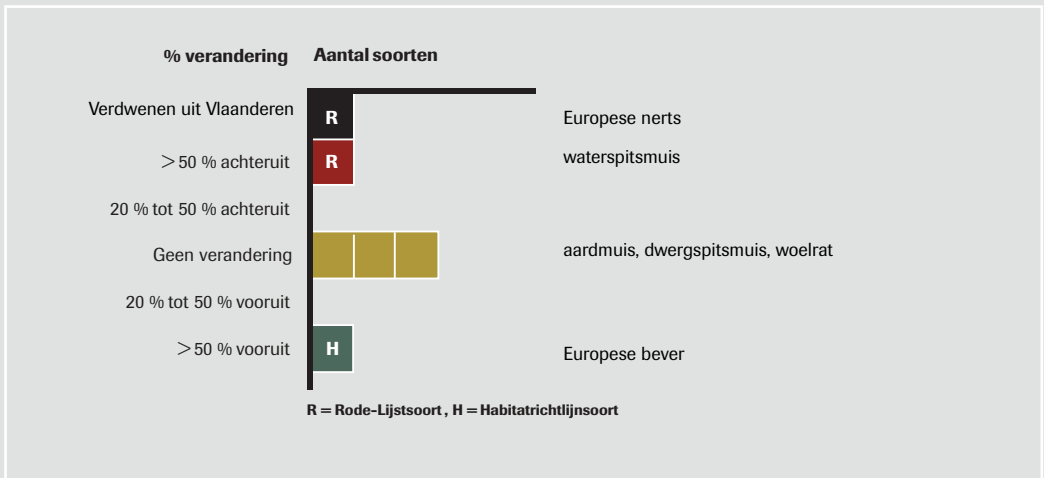 % verandering Aantal soorten
Verdwenen uit Vlaanderen R Europese nerts
> 50 % achteruit R waterspitsmuis
20 % tot 50 % achteruit
Geen verandering aardmuis, dwergspitsmuis, woelrat
20 % tot 50 % vooruit
> 50 % vooruit H Europese bever
R = Rode-Lijstsoort , H = Habitatrichtlijnsoort